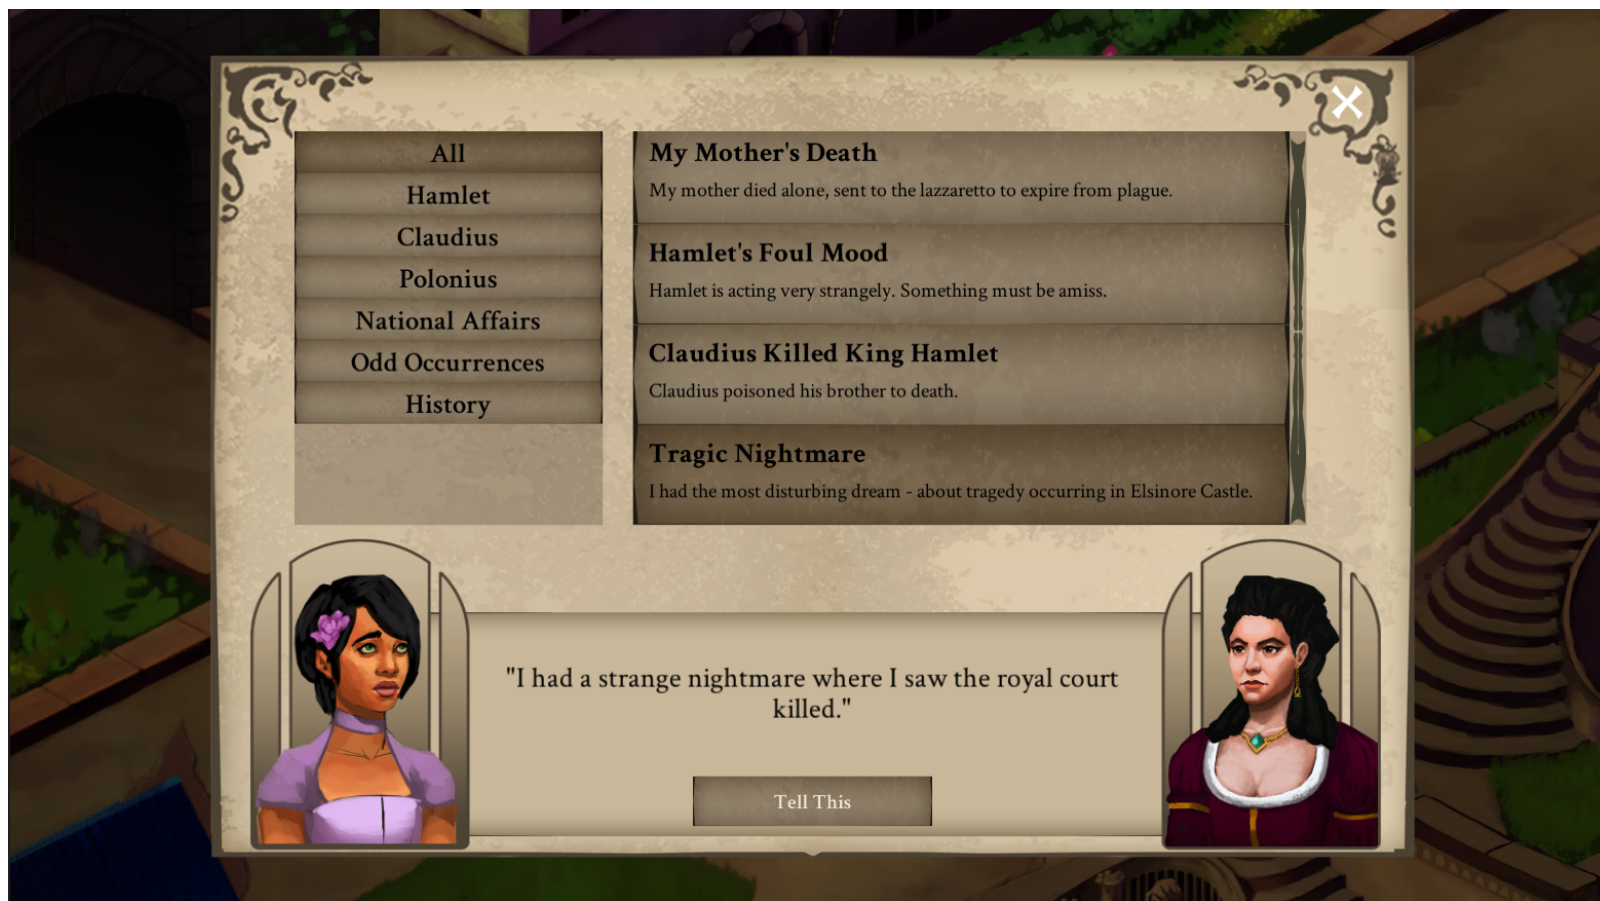 All
Hamlet
Claudius
Polonius
National Affairs
Odd Occurrences
History
My Mother's Death
My mother died alone, sent to the lazzaretto to expire from plague.
Hamlet's Foul Mood
Hamlet is acting very strangely. Something must be amiss.
Claudius Killed King Hamlet
Claudius poisoned his brother to death.
Tragic Nightmare
I had the most disturbing dream - about tragedy occurring in Elsinore Castle.
"I had a strange nightmare where I saw the royal court
killed."
Tell This